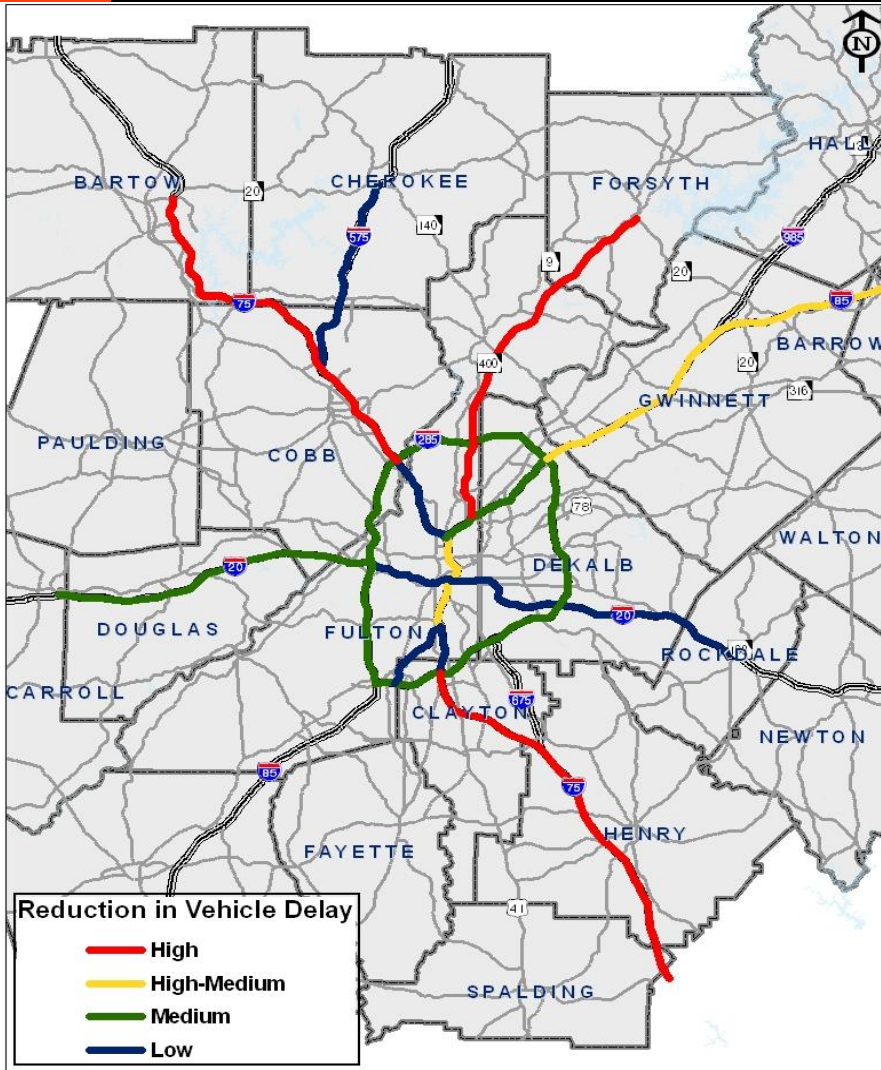 N
HALL
BARTOW
CHEROKEE
FORSYTH
20
140
575
9
985
20
75
85
BARROW
400
20
316
GWINNETT
285
PAULDING
COBB
78
WALTON
DEKALB
20
20
DOUGLAS
FULTON
ROCKDALE
CARROLL
675
CLAYTON
NEWTON
85
75
HENRY
FAYETTE
41
SPALDING
Reduction in Vehicle Delay
High
High-Medium
Medium
Low